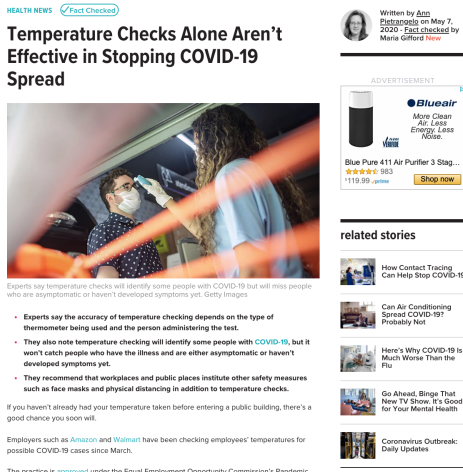 HEALTH NEWS Fact Checked
Temperature Checks Alone Aren't
Effective in Stopping COVID-19
Spread
Experts say temperature checks will identify some people with COVID-19 but will miss people
who are asymptomatic or haven't developed symptoms yet. Getty Images
• Experts say the accuracy of temperature checking depends on the type of
thermometer being used and the person administering the test.
• They also note temperature checking will identify some people with COVID-19, but it
won't catch people who have the illness and are either asymptomatic or haven't
developed symptoms yet.
• They recommend that workplaces and public places institute other safety measures
such as face masks and physical distancing in addition to temperature checks.
If you haven't already had your temperature taken before entering a public building, there's a
good chance you soon will.
Employers such as Amazon and Walmart have been checking employees' temperatures for
possible COVID-19 cases since March.
The practice is approved under the Equal Employment Opportunity Commission's Pandemic
Written by Ann
Pietrangelo on May 7,
2020 - Fact checked by
Maria Gifford New
ADVERTISEMENT
Blueair
More Clean
Air. Less
Energy. Less
Noise.
Blue Pure 411 Air Purifier 3 Stag...
983
$119.99 prime Shop now
related stories
How Contact Tracing
Can Help Stop COVID-19
Can Air Conditioning
Spread COVID-19?
Probably Not
Here's Why COVID-19 Is
Much Worse Than the
Flu
Go Ahead, Binge That
New TV Show. It's Good
for Your Mental Health
Coronavirus Outbreak:
Daily Updates